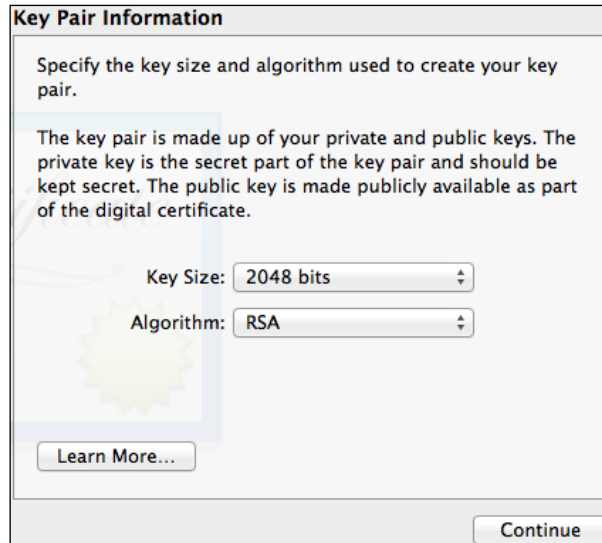 Key Pair Information
Specify the key size and algorithm used to create your key
pair.
The key pair is made up of your private and public keys. The
private key is the secret part of the key pair and should be
kept secret. The public key is made publicly available as part
of the digital certificate.
Key Size: 2048 bits
Algorithm: RSA
Learn More...
Continue